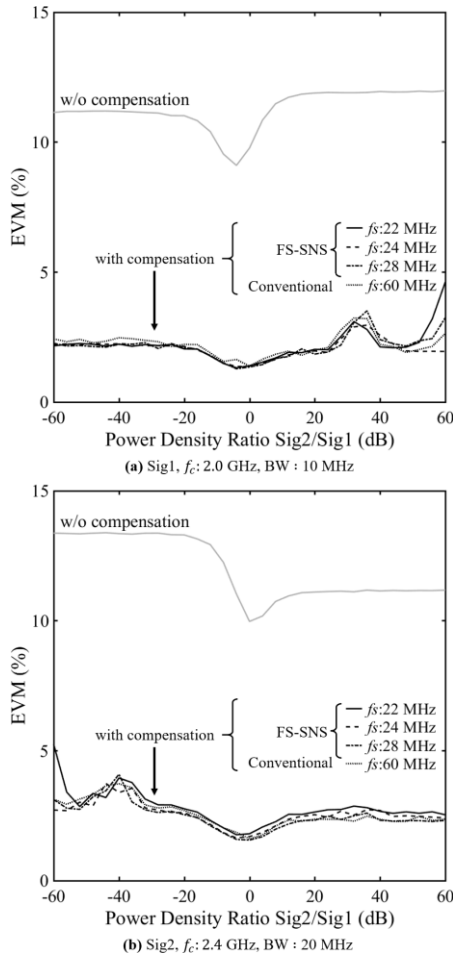 15
w/o compensation
10
EVM (%)
with compensation
FS-SNS
Conventional
fs:22 MHz
fs:24 MHz
fs:28 MHz
fs:60 MHz
5
0
-60 -40 -20 0 20 40 60
Power Density Ratio Sig2/Sig1 (dB)
(a) Sig1, fc: 2.0 GHz, BW : 10 MHz
15
w/o compensation
10
EVM (%)
with compensation
FS-SNS
Conventional
fs:22 MHz
fs:24 MHz
fs:28 MHz
fs:60 MHz
5
0
-60 -40 -20 0 20 40 60
Power Density Ratio Sig2/Sig1 (dB)
(b) Sig2, fc: 2.4 GHz, BW : 20 MHz